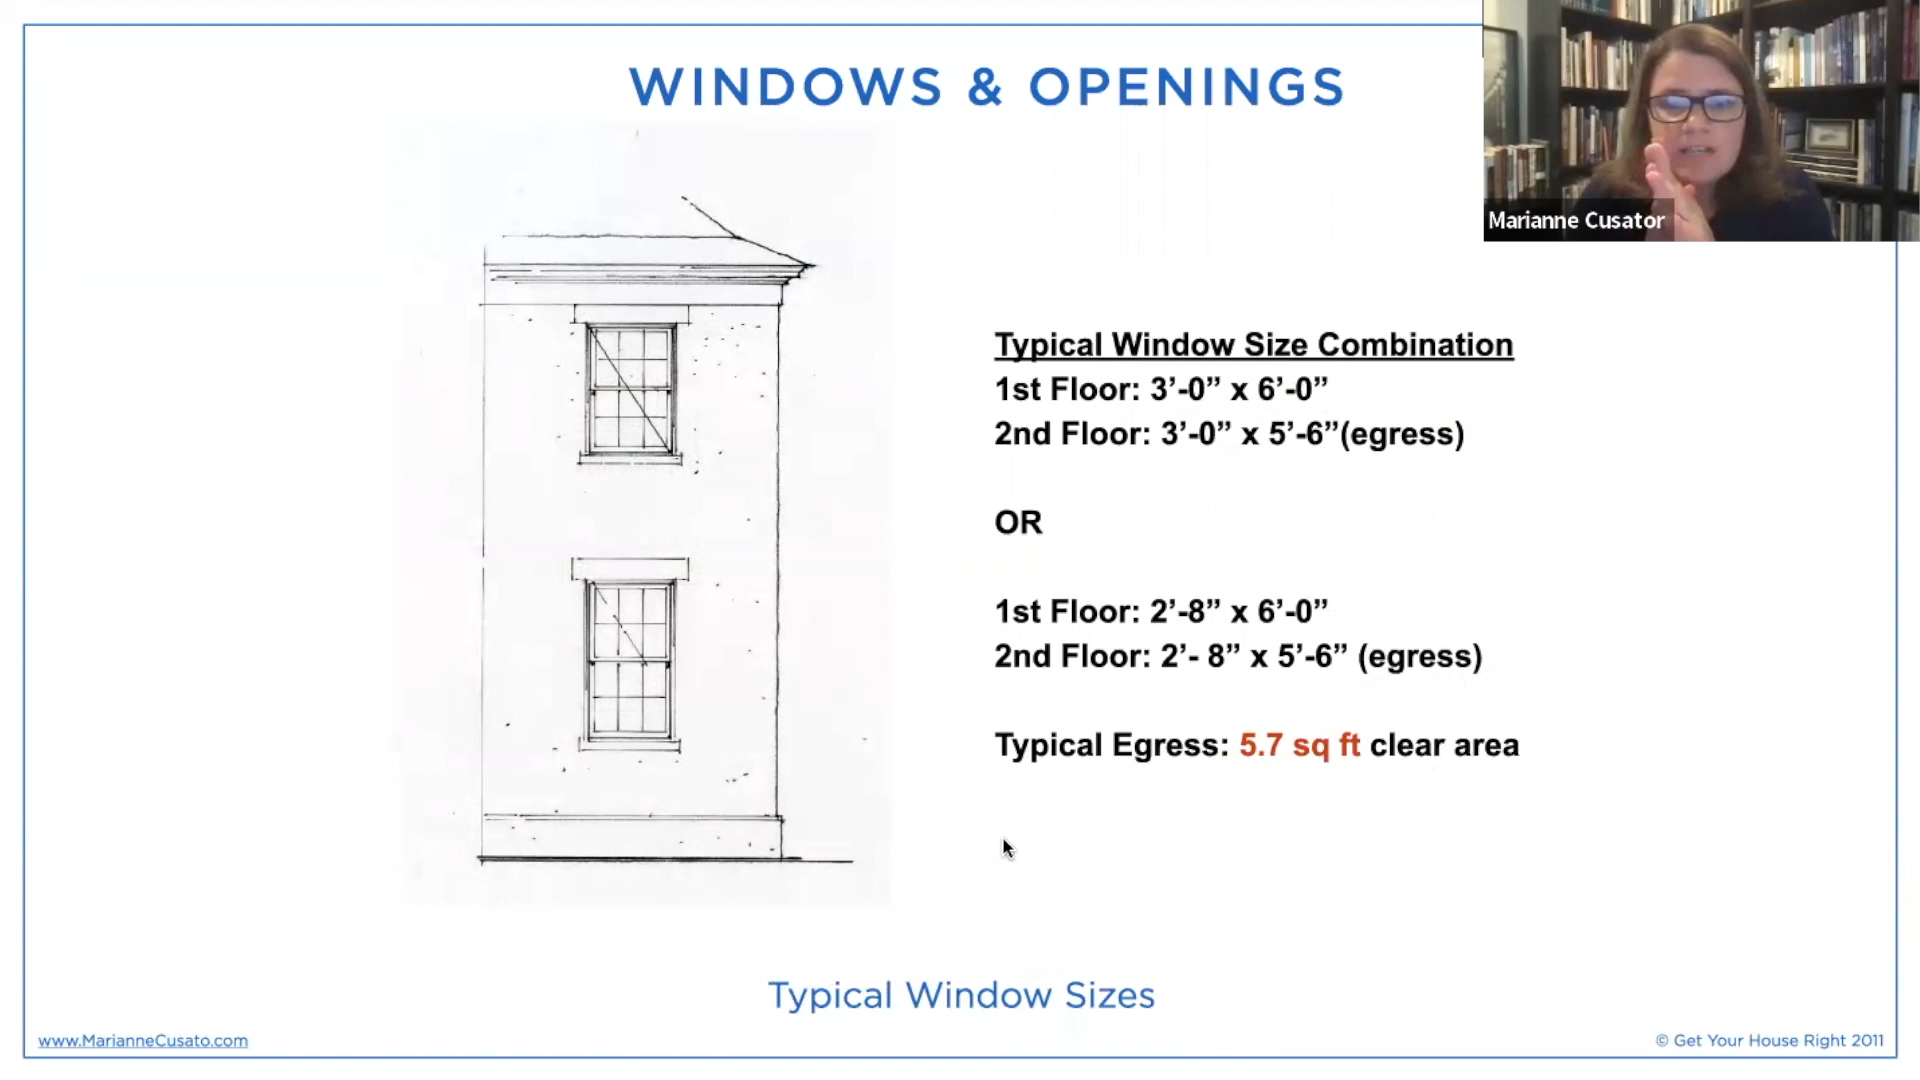 WINDOWS & OPENINGS
Marianne Cusator
Typical Window Size Combination
1st Floor: 3’-0” x 6’-0”
2nd Floor: 3’-0” x 5’-6”(egress)
OR
1st Floor: 2’-8” x 6’-0”
2nd Floor: 2’- 8” x 5’-6” (egress)
Typical Egress: 5.7 sq ft clear area
Typical Window Sizes
www.MarianneCusato.com
© Get Your House Right 2011